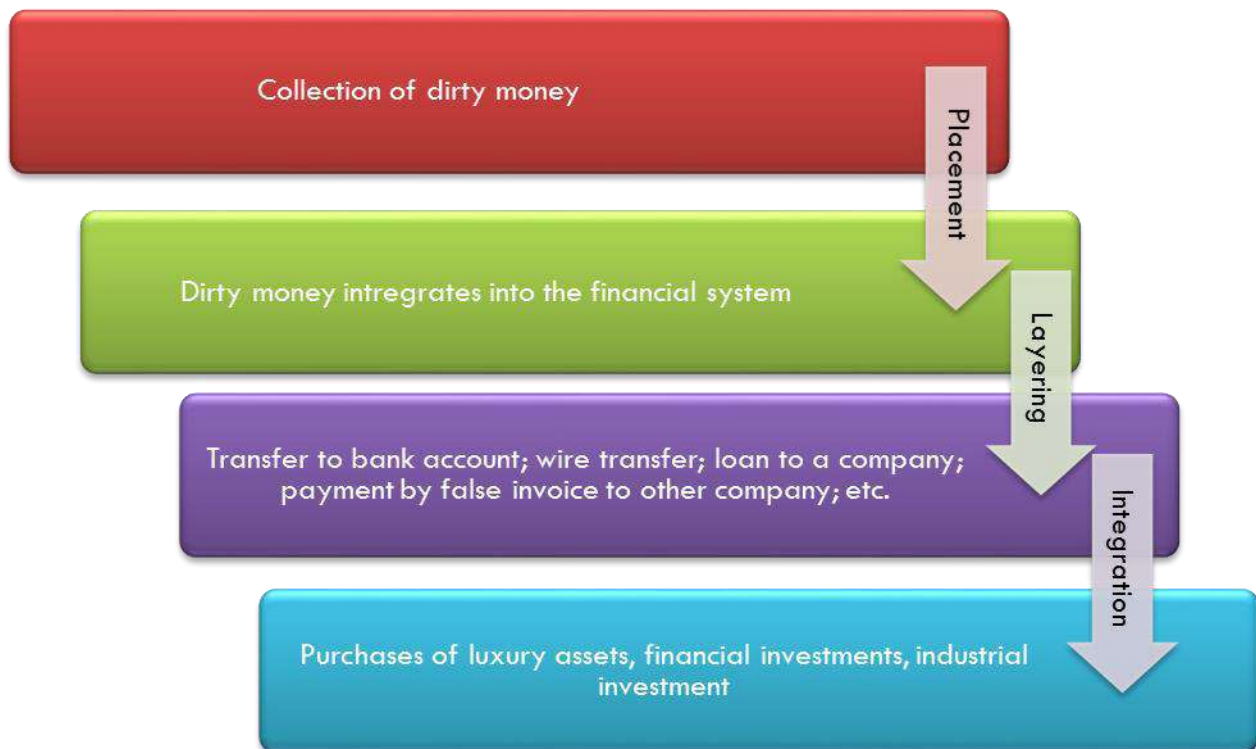 Collection of dirty money
Placement
Dirty money intregrates into the financial system
Layering
Transfer to bank account; wire transfer; loan to a company;
payment by false invoice to other company; etc.
Integration
Purchases of luxury assets, financial investments, industrial
investment